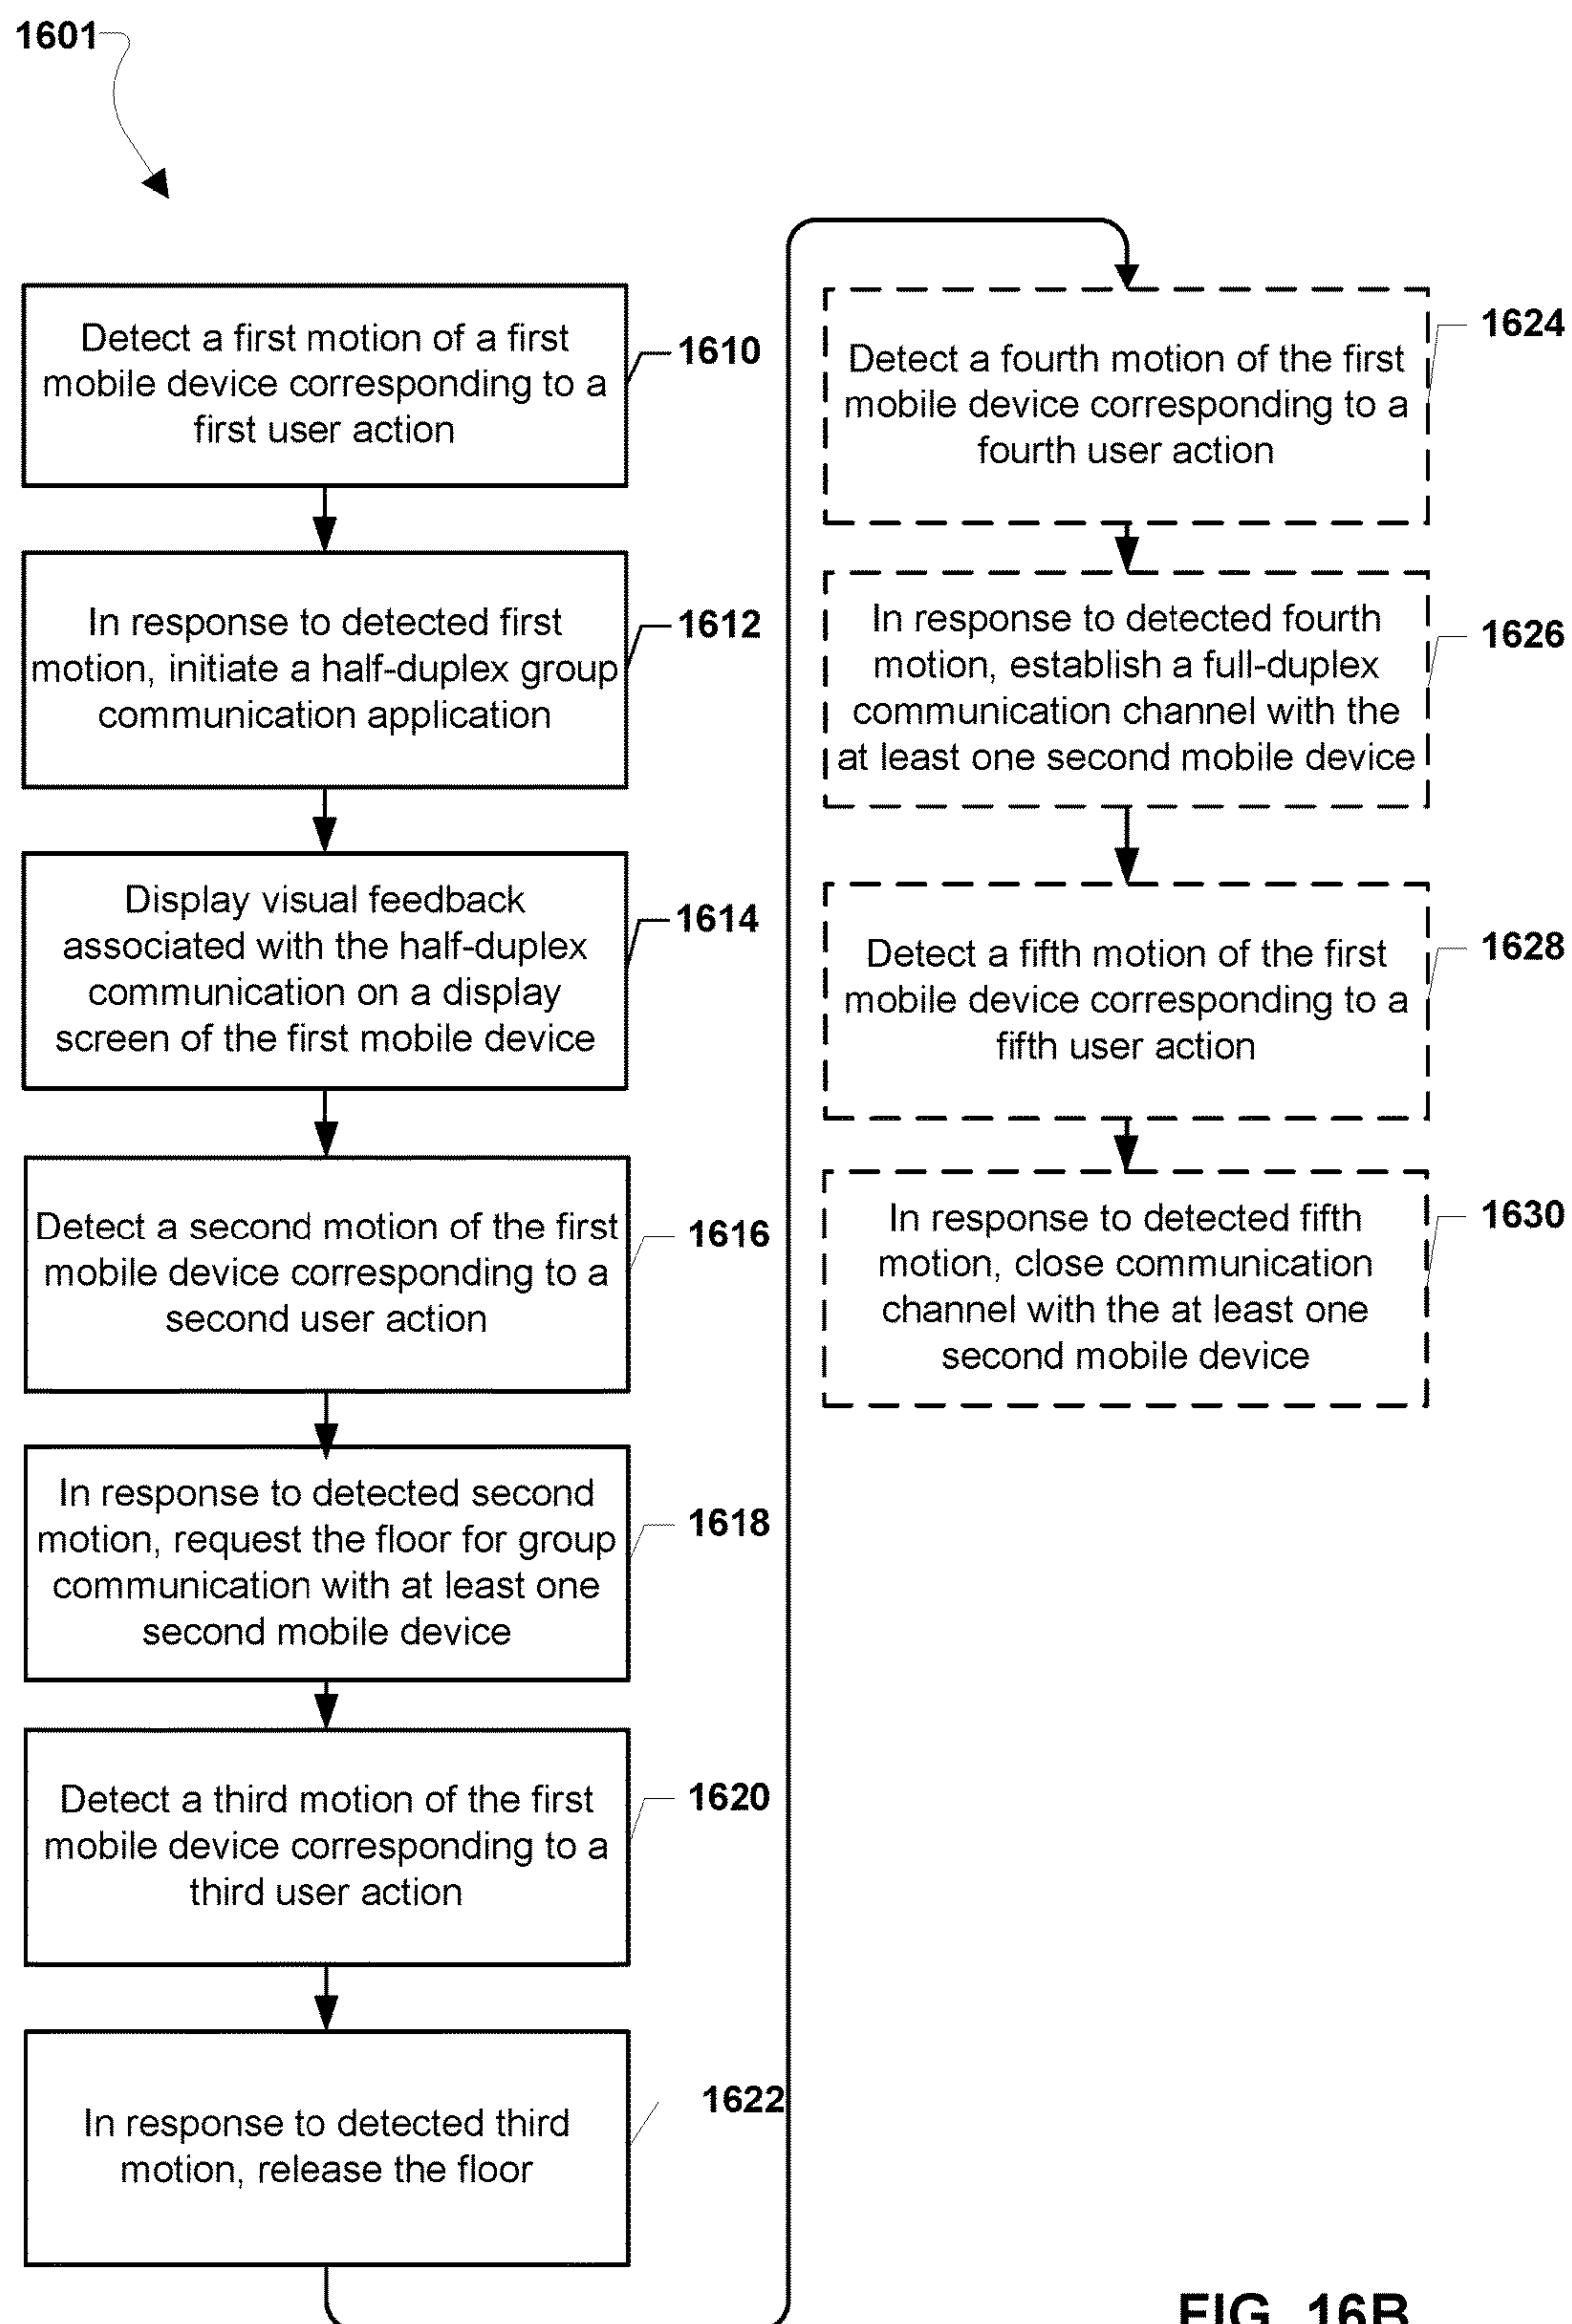 1601
Detect a first motion of a first
mobile device corresponding to a
first user action
1610
In response to detected first
motion, initiate a half-duplex group
communication application
1612
Display visual feedback
associated with the half-duplex
communication on a display
screen of the first mobile device
1614
Detect a second motion of the first
mobile device corresponding to a
second user action
1616
In response to detected second
motion, request the floor for group
communication with at least one
second mobile device
1618
Detect a third motion of the first
mobile device corresponding to a
third user action
1620
In response to detected third
motion, release the floor
1622
Detect a fourth motion of the first
mobile device corresponding to a
fourth user action
1624
In response to detected fourth
motion, establish a full-duplex
communication channel with the
at least one second mobile device
1626
Detect a fifth motion of the first
mobile device corresponding to a
fifth user action
1628
In response to detected fifth
motion, close communication
channel with the at least one
second mobile device
1630
FIG. 16B